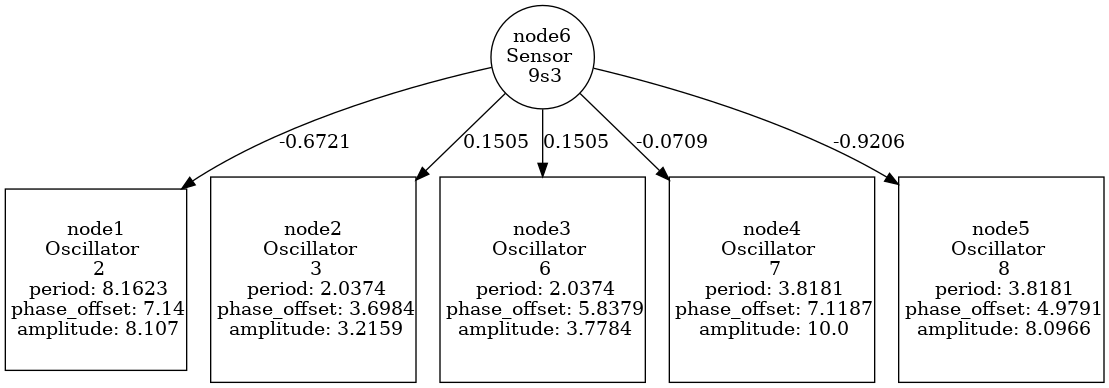 node6
Sensor
9s3
-0.6721
0.1505
0.1505
-0.0709
-0.9206
node1
Oscillator
2
period: 8.1623
phase_offset: 7.14
amplitude: 8.107
node2
Oscillator
3
period: 2.0374
phase_offset: 3.6984
amplitude: 3.2159
node3
Oscillator
6
period: 2.0374
phase_offset: 5.8379
amplitude: 3.7784
node4
Oscillator
7
period: 3.8181
phase_offset: 7.1187
amplitude: 10.0
node5
Oscillator
8
period: 3.8181
phase_offset: 4.9791
amplitude: 8.0966